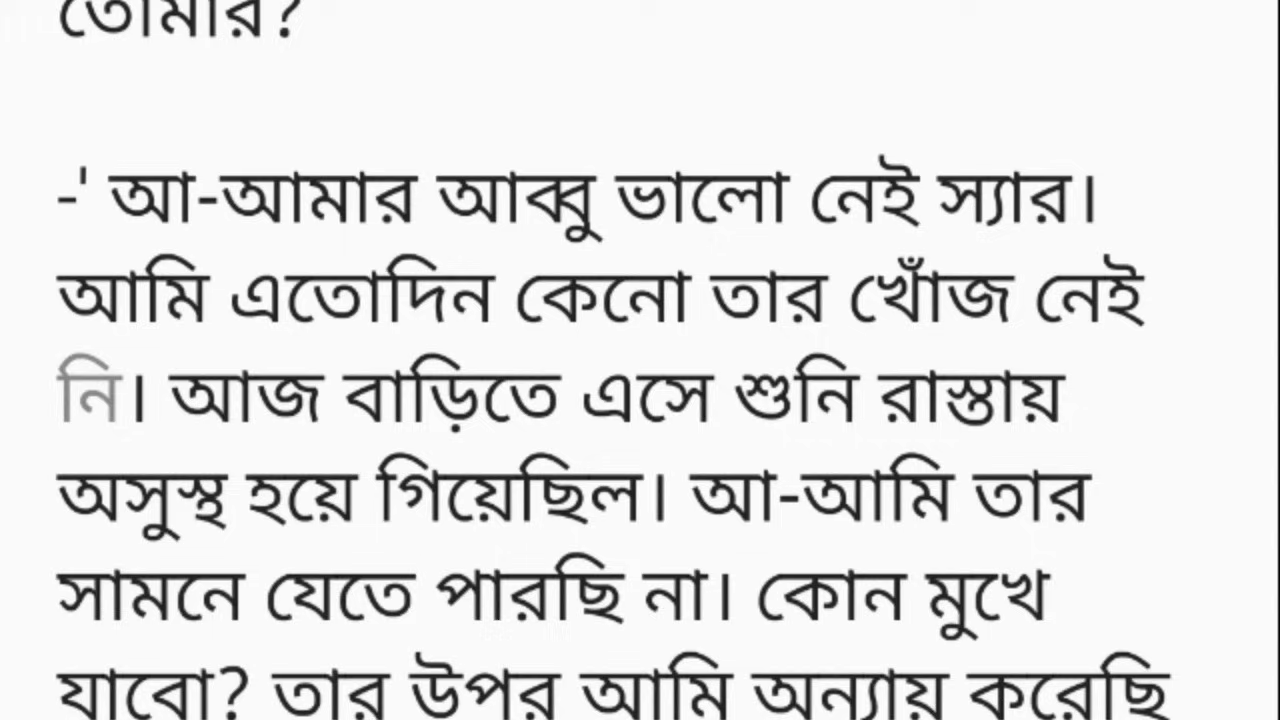 তোমার?
-' আ-আমার আব্বু ভালো নেই স্যার।
আমি এতোদিন কেনো তার খোঁজ নেই
নি। আজ বাড়িতে এসে শুনি রাস্তায়
অসুস্থ হয়ে গিয়েছিল। আ-আমি তার
সামনে যেতে পারছি না। কোন মুখে
যাবো? তার উপর আমি অন্যায় করেছি